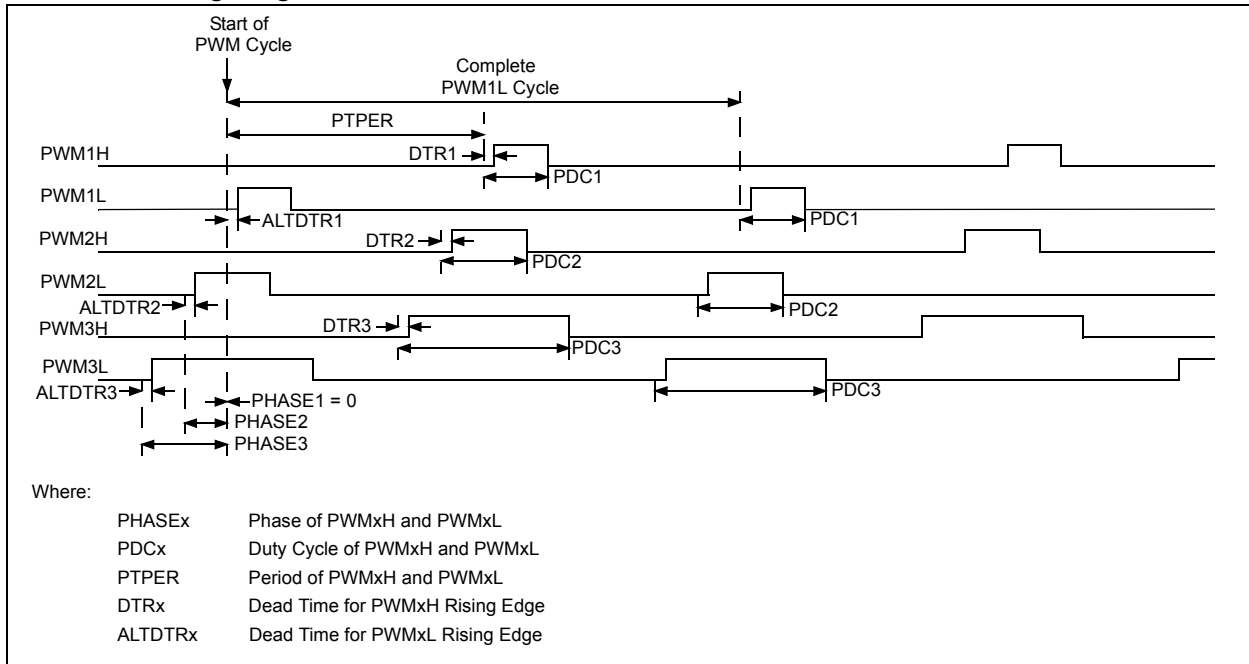 Start of
PWM Cycle
Complete
PWM1L Cycle
PTPER
PWM1H
DTR1
PDC1
PWM1L
ALTDTR1
PDC1
PWM2H
DTR2
PDC2
PWM2L
ALTDTR2
PDC2
PWM3H
DTR3
PDC3
PWM3L
ALTDTR3
PDC3
PHASE1 = 0
PHASE2
PHASE3
Where:
PHASEx Phase of PWMxH and PWMxL
PDCx Duty Cycle of PWMxH and PWMxL
PTPER Period of PWMxH and PWMxL
DTRx Dead Time for PWMxH Rising Edge
ALTDTRx Dead Time for PWMxL Rising Edge